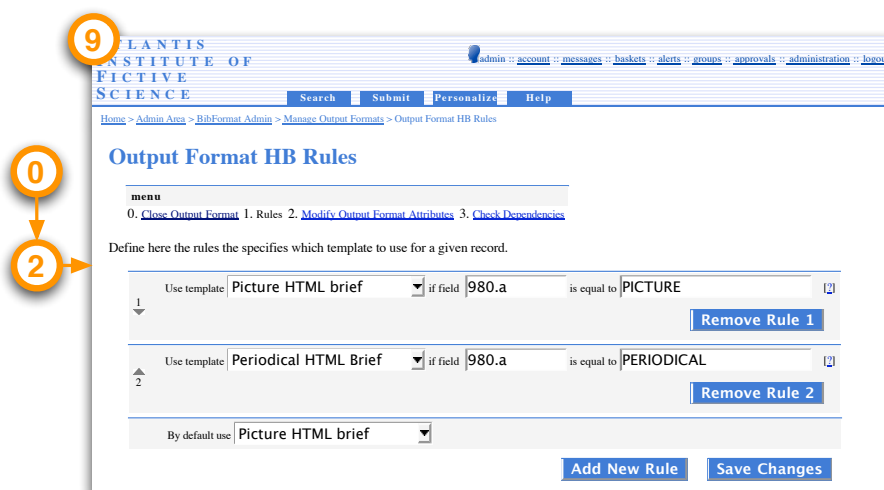 9
TLANTIS
NSTITUTE OF
FICTIVE
SCIENCE
admin :: account :: messages :: baskets :: alerts :: groups :: approvals :: administration :: logou
Search Submit Personalize Help
Home > Admin Area > BibFormat Admin > Manage Output Formats > Output Format HB Rules
Output Format HB Rules
0
menu
0. Close Output Format 1. Rules 2. Modify Output Format Attributes 3. Check Dependencies
Define here the rules the specifies which template to use for a given record.
2
Use template Picture HTML brief if field 980.a is equal to PICTURE [?]
1
Remove Rule 1
Use template Periodical HTML Brief if field 980.a is equal to PERIODICAL [?]
2
Remove Rule 2
By default use Picture HTML brief
Add New Rule Save Changes